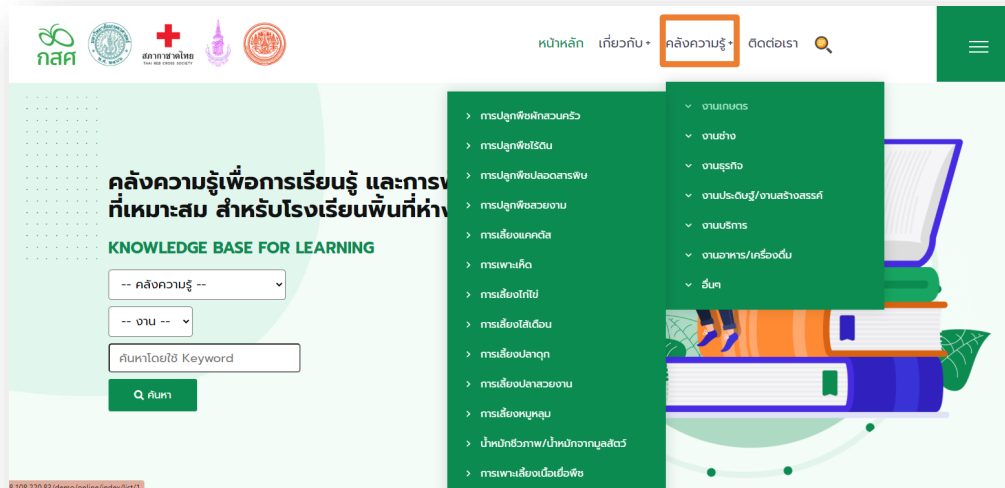 กสศ
สภากาชาดไทย
THAI RED CROSS SOCIETY
หน้าหลัก เกี่ยวกับ+ คลังความรู้+ ติดต่อเรา
งานเกษตร
งานช่าง
งานธุรกิจ
งานประดิษฐ์/งานสร้างสรรค์
งานบริการ
งานอาหาร/เครื่องดื่ม
อื่นๆ
การปลูกพืชผักสวนครัว
การปลูกพืชไร้ดิน
การปลูกพืชปลอดสารพิษ
การปลูกพืชสวยงาม
การเลี้ยงแคคตัส
การเพาะเห็ด
การเลี้ยงไก่ไข่
การเลี้ยงไส้เดือน
การเลี้ยงปลาดุก
การเลี้ยงปลาสวยงาน
การเลี้ยงหมูหลุม
น้ำหมักชีวภาพ/น้ำหมักจากมูลสัตว์
การเพาะเลี้ยงเนื้อเยื่อพืช
คลังความรู้เพื่อการเรียนรู้ และการพ
ที่เหมาะสม สำหรับโรงเรียนพื้นที่ห่าง
KNOWLEDGE BASE FOR LEARNING
-- คลังความรู้ --
-- งาน --
ค้นหาโดยใช้ Keyword
ค้นหา
9.108.220.83/demo/online/index/list/1